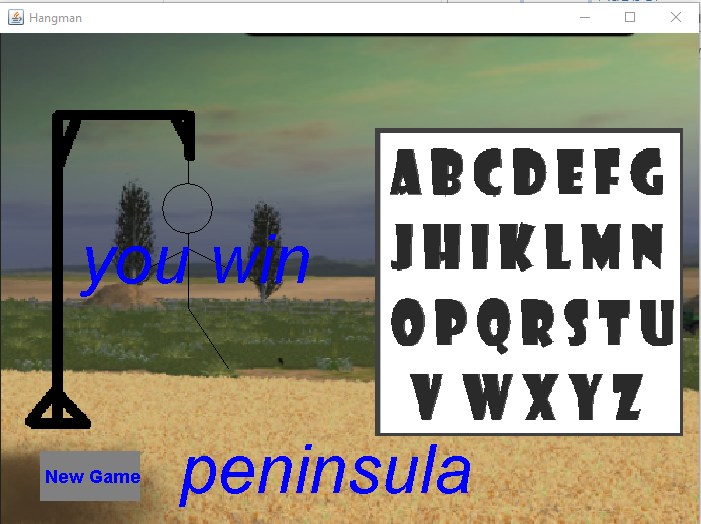 Hangman
ABCDEFG
JHIKLMN
OPQRSTU
VWXYZ
you win
New Game
peninsula